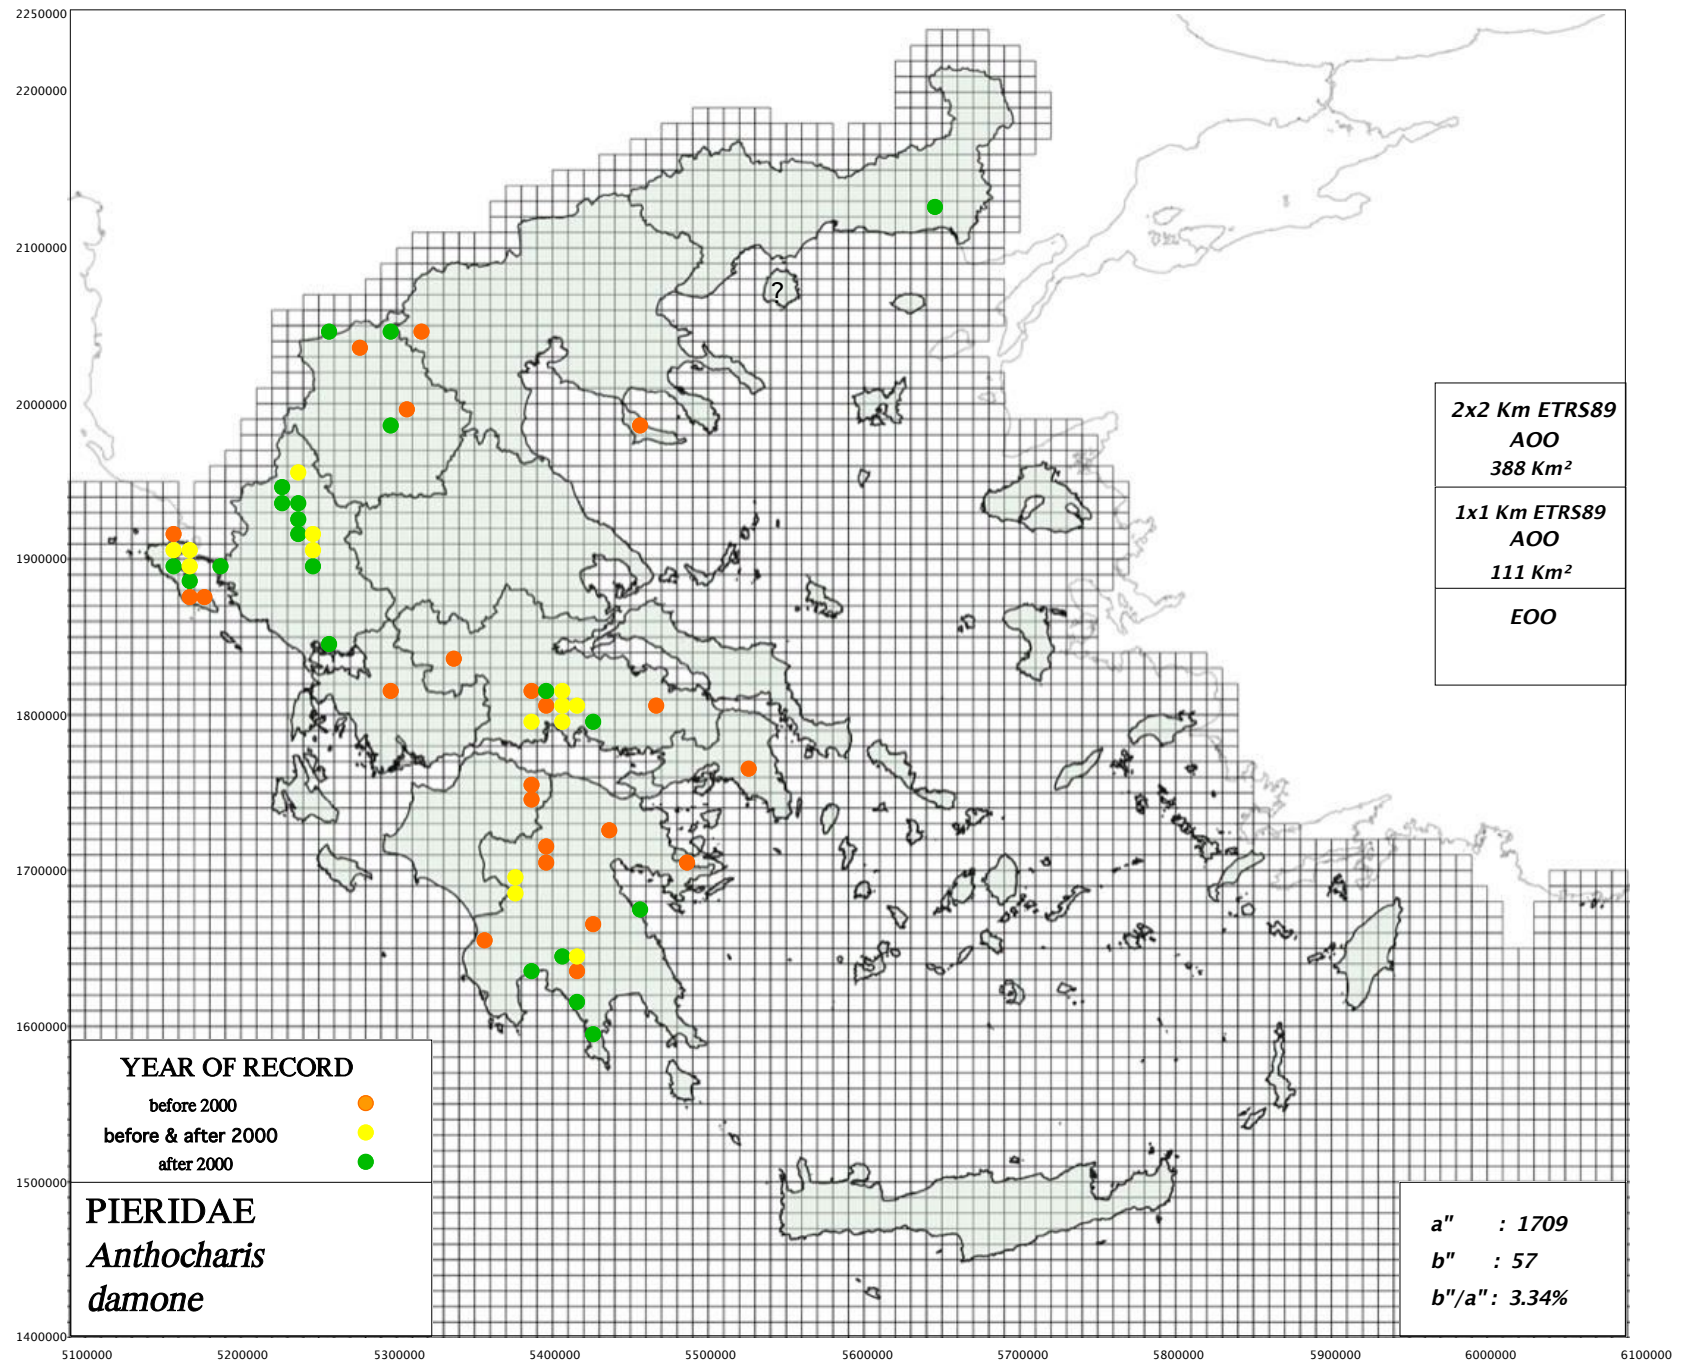 2250000
2200000
2100000
2000000
1900000
1800000
1700000
1600000
1500000
1400000
?
2x2 Km ETRS89
AOO
388 Km²
1x1 Km ETRS89
AOO
111 Km²
EOO
YEAR OF RECORD
before 2000
before & after 2000
after 2000
PIERIDAE
Anthocharis
damone
a" : 1709
b" : 57
b"/a" : 3.34%
5100000 5200000 5300000 5400000 5500000 5600000 5700000 5800000 5900000 6000000 6100000